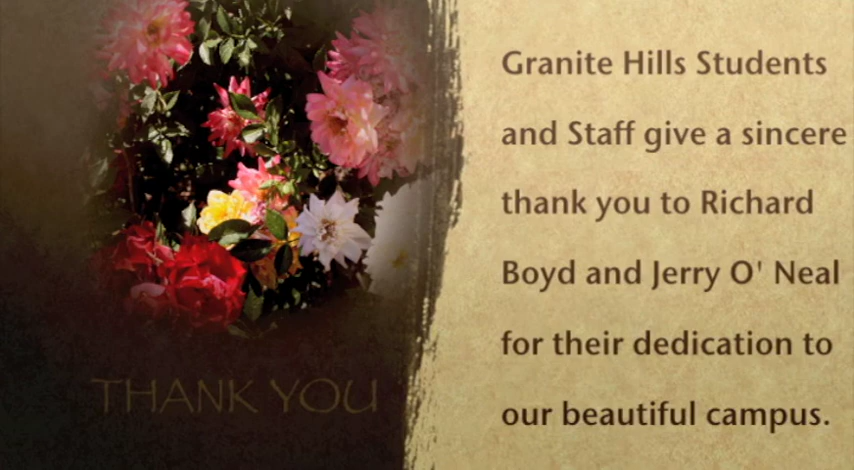 THANK YOU
Granite Hills Students
and Staff give a sincere
thank you to Richard
Boyd and Jerry O' Neal
for their dedication to
our beautiful campus.